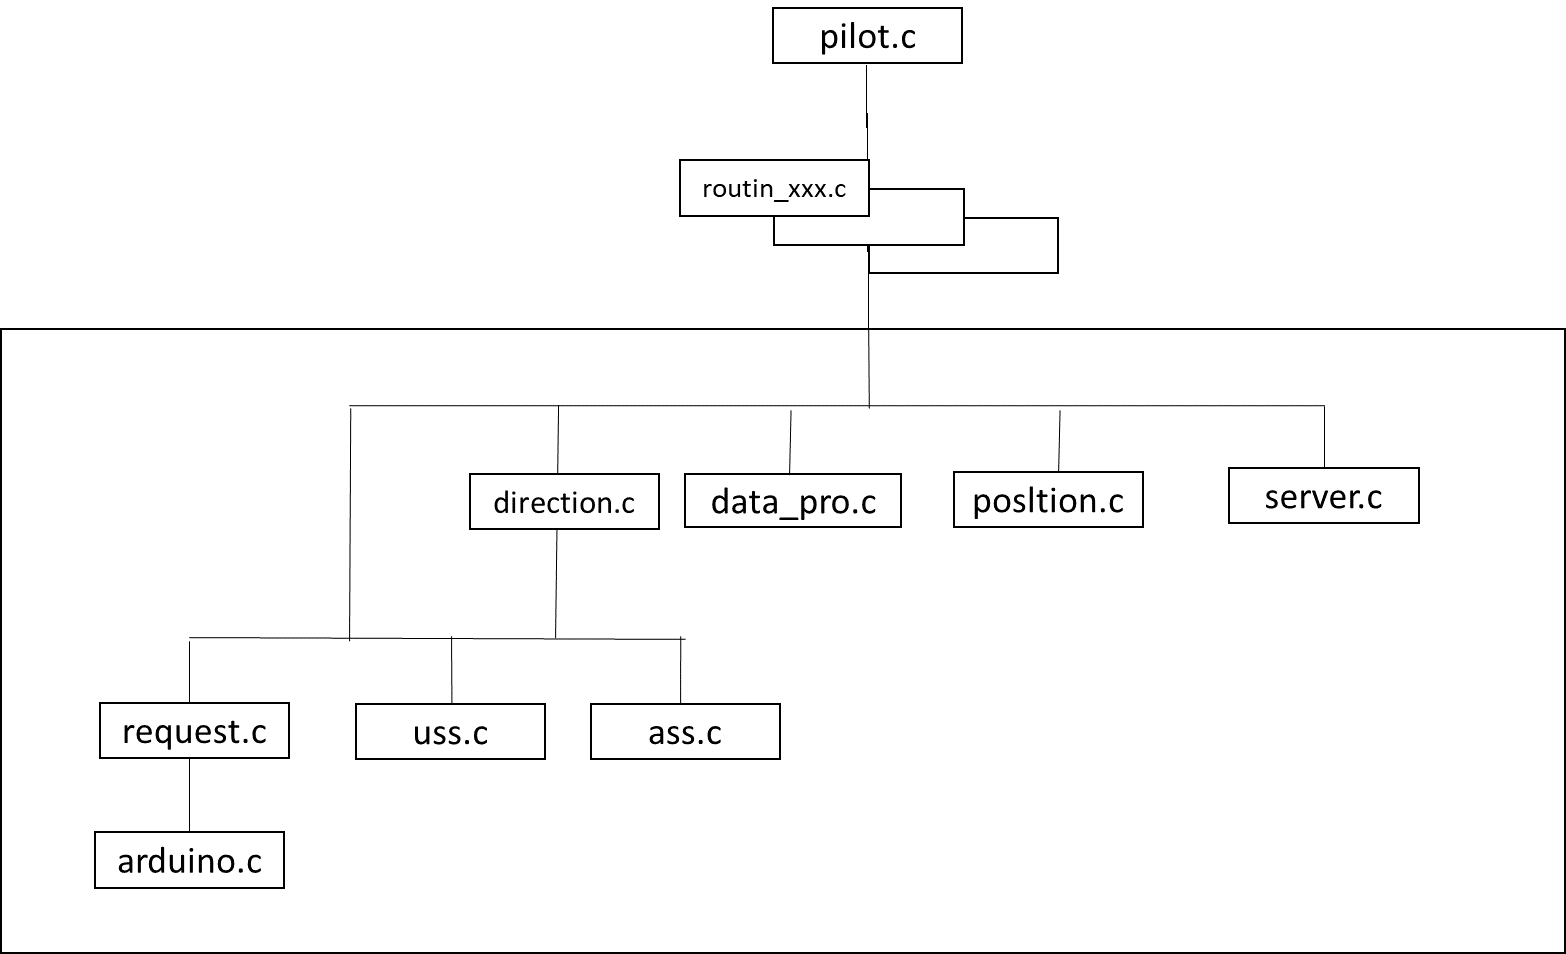 pilot.c
routin_xxx.c
direction.c
data_pro.c
posltion.c
server.c
request.c
uss.c
ass.c
arduino.c